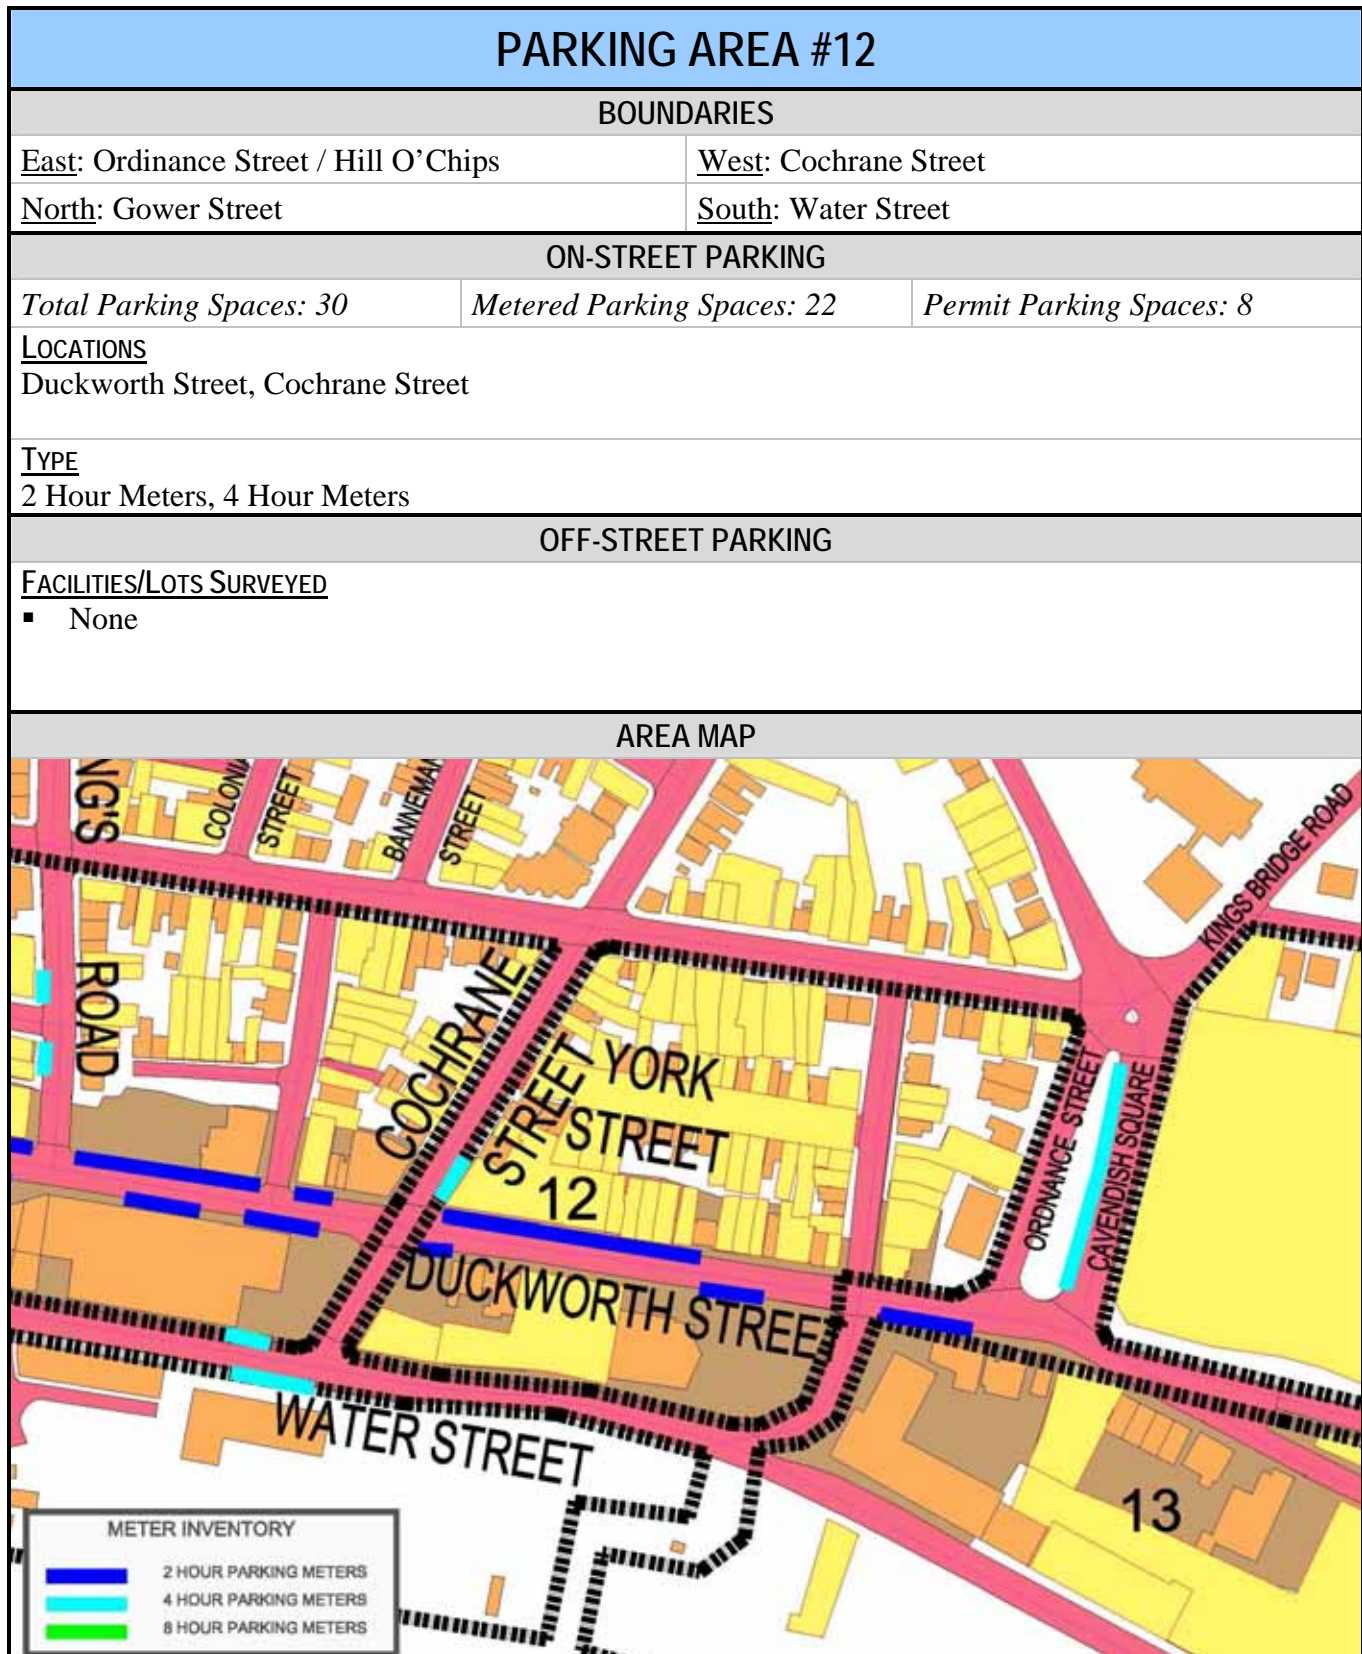 PARKING AREA #12
BOUNDARIES
East: Ordinance Street / Hill O’Chips
West: Cochrane Street
North: Gower Street
South: Water Street
ON-STREET PARKING
Total Parking Spaces: 30
Metered Parking Spaces: 22
Permit Parking Spaces: 8
LOCATIONS
Duckworth Street, Cochrane Street
TYPE
2 Hour Meters, 4 Hour Meters
OFF-STREET PARKING
FACILITIES/LOTS SURVEYED
▪ None
AREA MAP
NG'S
ROAD
COLONIA
STREET
BANNEMAN
STREET
KINGS BRIDGE ROAD
COCHRANE
STREET
YORK
STREET
12
ORDNANCE STREET
CAVENDISH SQUARE
DUCKWORTH STREE
WATER STREET
13
METER INVENTORY
2 HOUR PARKING METERS
4 HOUR PARKING METERS
8 HOUR PARKING METERS